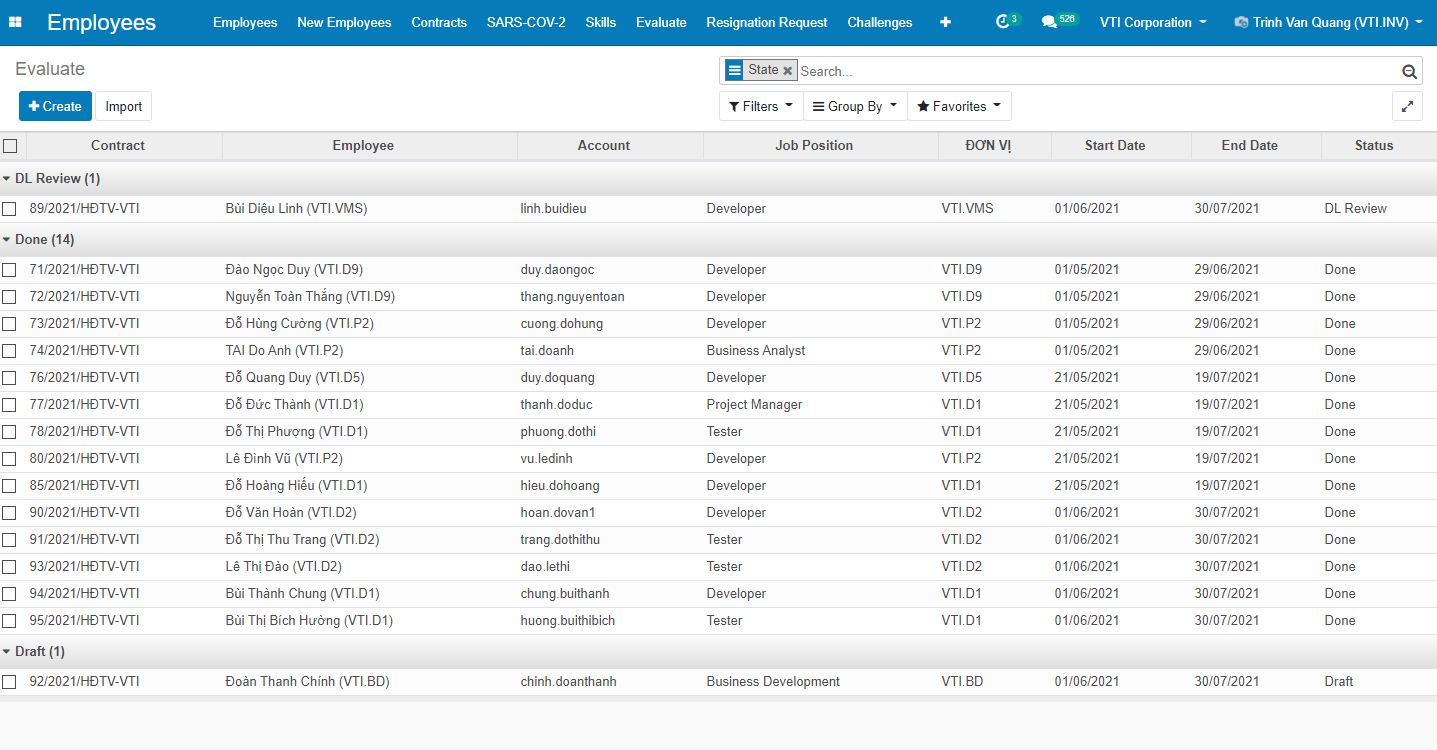 Employees Employees New Employees Contracts SARS-COV-2 Skills Evaluate Resignation Request Challenges 3 526 VTI Corporation Trinh Van Quang (VTI.INV)
Evaluate State Search...
Create Import Filters Group By Favorites
Contract Employee Account Job Position ĐƠN VỊ Start Date End Date Status
DL Review (1)
89/2021/HĐTV-VTI Bùi Diệu Linh (VTI.VMS) linh.buidieu Developer VTI.VMS 01/06/2021 30/07/2021 DL Review
Done (14)
71/2021/HĐTV-VTI Đào Ngọc Duy (VTI.D9) duy.daongoc Developer VTI.D9 01/05/2021 29/06/2021 Done
72/2021/HĐTV-VTI Nguyễn Toàn Thắng (VTI.D9) thang.nguyentoan Developer VTI.D9 01/05/2021 29/06/2021 Done
73/2021/HĐTV-VTI Đỗ Hùng Cường (VTI.P2) cuong.dohung Developer VTI.P2 01/05/2021 29/06/2021 Done
74/2021/HĐTV-VTI TAI Do Anh (VTI.P2) tai.doanh Business Analyst VTI.P2 01/05/2021 29/06/2021 Done
76/2021/HĐTV-VTI Đỗ Quang Duy (VTI.D5) duy.doquang Developer VTI.D5 21/05/2021 19/07/2021 Done
77/2021/HĐTV-VTI Đỗ Đức Thành (VTI.D1) thanh.doduc Project Manager VTI.D1 21/05/2021 19/07/2021 Done
78/2021/HĐTV-VTI Đỗ Thị Phượng (VTI.D1) phuong.dothi Tester VTI.D1 21/05/2021 19/07/2021 Done
80/2021/HĐTV-VTI Lê Đình Vũ (VTI.P2) vu.ledinh Developer VTI.P2 21/05/2021 19/07/2021 Done
85/2021/HĐTV-VTI Đỗ Hoàng Hiếu (VTI.D1) hieu.dohoang Developer VTI.D1 21/05/2021 19/07/2021 Done
90/2021/HĐTV-VTI Đỗ Văn Hoàn (VTI.D2) hoan.dovan1 Developer VTI.D2 01/06/2021 30/07/2021 Done
91/2021/HĐTV-VTI Đỗ Thị Thu Trang (VTI.D2) trang.dothithu Tester VTI.D2 01/06/2021 30/07/2021 Done
93/2021/HĐTV-VTI Lê Thị Đào (VTI.D2) dao.lethi Tester VTI.D2 01/06/2021 30/07/2021 Done
94/2021/HĐTV-VTI Bùi Thành Chung (VTI.D1) chung.buithanh Developer VTI.D1 01/06/2021 30/07/2021 Done
95/2021/HĐTV-VTI Bùi Thị Bích Hường (VTI.D1) huong.buithibich Tester VTI.D1 01/06/2021 30/07/2021 Done
Draft (1)
92/2021/HĐTV-VTI Đoàn Thanh Chính (VTI.BD) chinh.doanthanh Business Development VTI.BD 01/06/2021 30/07/2021 Draft